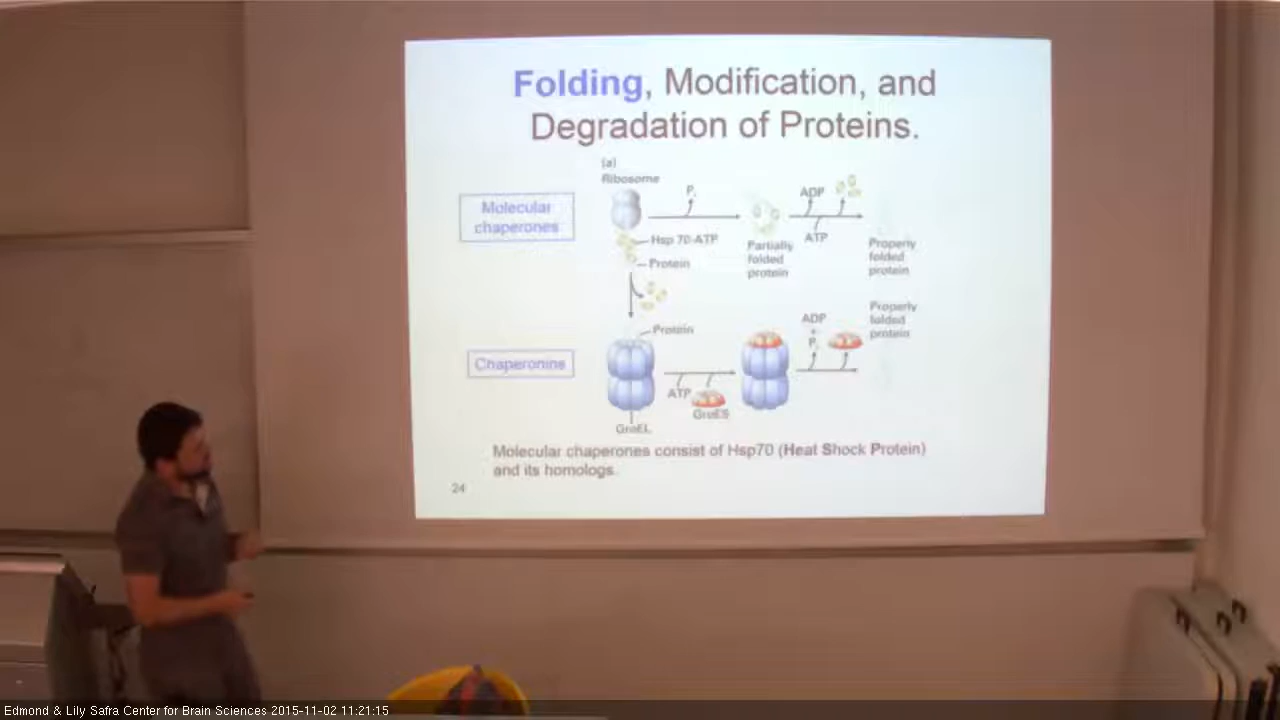 Folding, Modification, and
Degradation of Proteins.
(a)
Ribosome
Molecular
chaperones
P
ADP
ATP
Hsp 70-ATP
Protein
Partially
folded
protein
Properly
folded
protein
Properly
folded
protein
Protein
ADP
+
P
Chaperonins
ATP
GroES
GroEL
Molecular chaperones consist of Hsp70 (Heat Shock Protein)
and its homologs.
24
Edmond & Lily Safra Center for Brain Sciences 2015-11-02 11:21:15